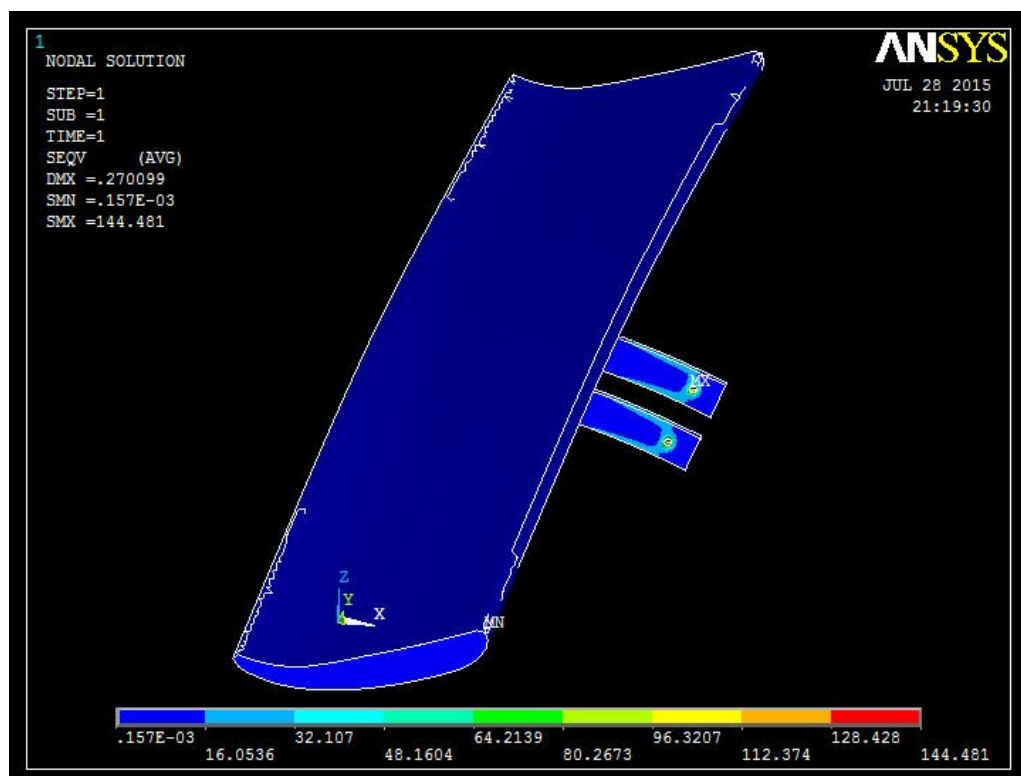 1
NODAL SOLUTION
STEP=1
SUB =1
TIME=1
SEQV (AVG)
DMX =.270099
SMN =.157E-03
SMX =144.481
ANSYS
JUL 28 2015
21:19:30
MX
Z
Y
X
MN
.157E-03 32.107 64.2139 96.3207 128.428
16.0536 48.1604 80.2673 112.374 144.481